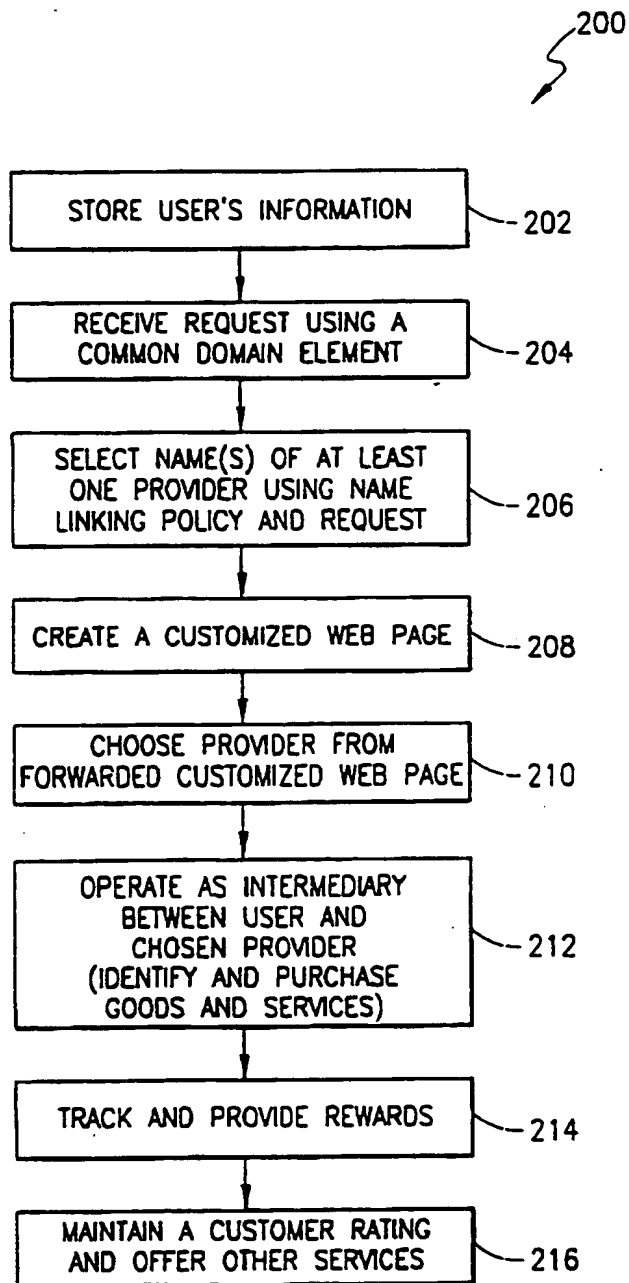 200
STORE USER'S INFORMATION
202
RECEIVE REQUEST USING A
COMMON DOMAIN ELEMENT
204
SELECT NAME(S) OF AT LEAST
ONE PROVIDER USING NAME
LINKING POLICY AND REQUEST
206
CREATE A CUSTOMIZED WEB PAGE
208
CHOOSE PROVIDER FROM
FORWARDED CUSTOMIZED WEB PAGE
210
OPERATE AS INTERMEDIARY
BETWEEN USER AND
CHOSEN PROVIDER
(IDENTIFY AND PURCHASE
GOODS AND SERVICES)
212
TRACK AND PROVIDE REWARDS
214
MAINTAIN A CUSTOMER RATING
AND OFFER OTHER SERVICES
216